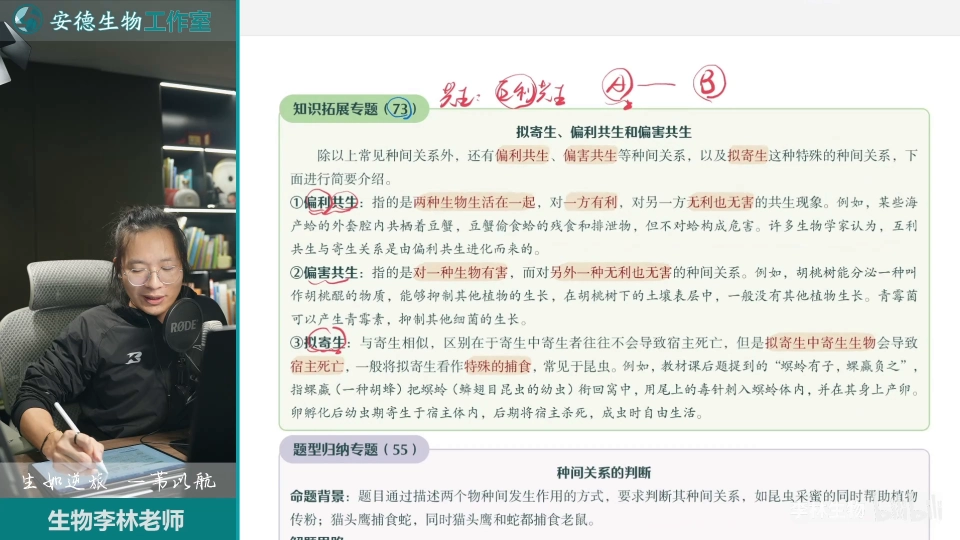 安德生物工作室
共生：互利共生 A — B
知识拓展专题（73）
拟寄生、偏利共生和偏害共生
除以上常见种间关系外，还有偏利共生、偏害共生等种间关系，以及拟寄生这种特殊的种间关系，下
面进行简要介绍。
①偏利共生：指的是两种生物生活在一起，对一方有利，对另一方无利也无害的共生现象。例如，某些海
产蛤的外套腔内共栖着豆蟹，豆蟹偷食蛤的残食和排泄物，但不对蛤构成危害。许多生物学家认为，互利
共生与寄生关系是由偏利共生进化而来的。
②偏害共生：指的是对一种生物有害，而对另外一种无利也无害的种间关系。例如，胡桃树能分泌一种叫
作胡桃醌的物质，能够抑制其他植物的生长，在胡桃树下的土壤表层中，一般没有其他植物生长。青霉菌
可以产生青霉素，抑制其他细菌的生长。
③拟寄生：与寄生相似，区别在于寄生中寄生者往往不会导致宿主死亡，但是拟寄生中寄生生物会导致
宿主死亡，一般将拟寄生看作特殊的捕食，常见于昆虫。例如，教材课后题提到的“螟蛉有子，蜾蠃负之”，
指蜾蠃（一种胡蜂）把螟蛉（鳞翅目昆虫的幼虫）衔回窝中，用尾上的毒针刺入螟蛉体内，并在其身上产卵。
卵孵化后幼虫期寄生于宿主体内，后期将宿主杀死，成虫时自由生活。
题型归纳专题（55）
种间关系的判断
命题背景：题目通过描述两个物种间发生作用的方式，要求判断其种间关系，如昆虫采蜜的同时帮助植物
传粉；猫头鹰捕食蛇，同时猫头鹰和蛇都捕食老鼠。
RODE
生如逆旅 一苇以航
生物李林老师
bilibili